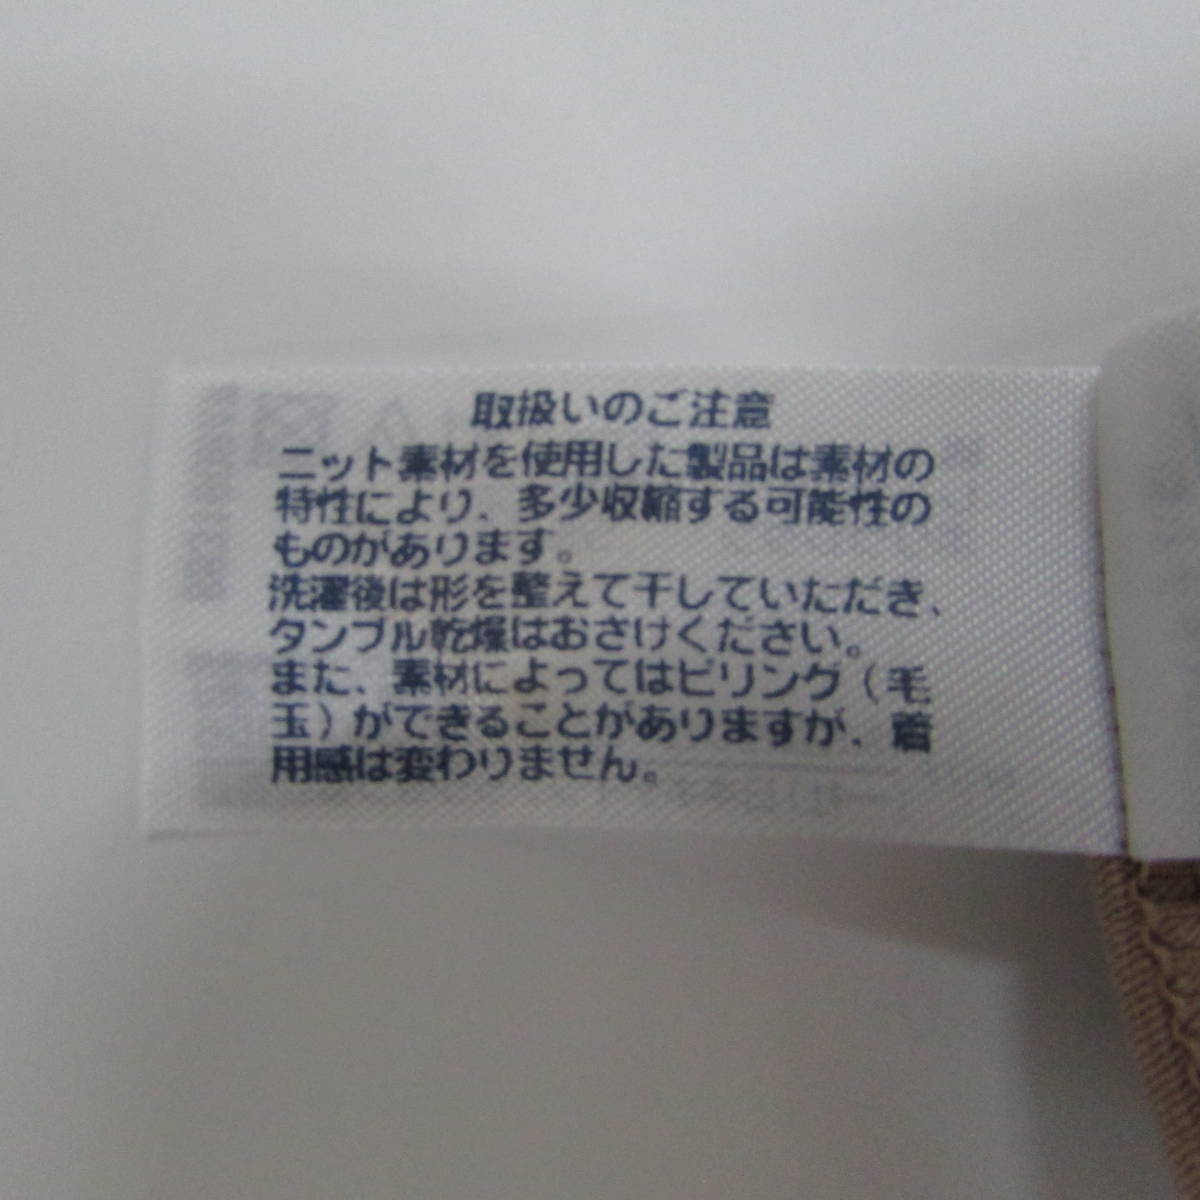 取扱いのご注意
ニット素材を使用した製品は素材の
特性により、多少収縮する可能性の
ものがあります。
洗濯後は形を整えて干していただき、
タンブル乾燥はおさけください。
また、素材によってはピリング（毛
玉）ができることがありますが、着
用感は変わりません。